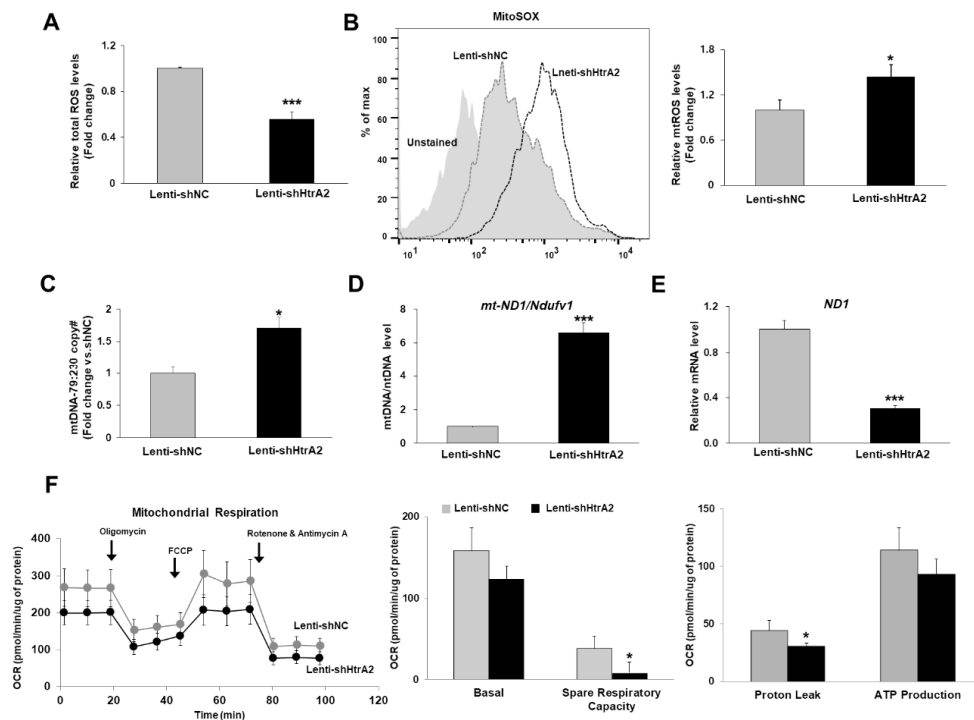 A
Relative total ROS levels
(Fold change)
1.2
0.8
0.4
0
***
Lenti-shNC
Lenti-shHtrA2
B
MitoSOX
% of max
100
80
60
40
20
0
Unstained
Lenti-shNC
Lneti-shHtrA2
10^1
10^2
10^3
10^4
Relative mtROS levels
(Fold change)
1.8
1.2
0.6
0
*
Lenti-shNC
Lenti-shHtrA2
C
mtDNA-79:230 copy#
(Fold change vs.shNC)
2
1.5
1
0.5
0
*
Lenti-shNC
Lenti-shHtrA2
D
mt-ND1/Ndufv1
mtDNA/ntDNA level
8
6
4
2
0
***
Lenti-shNC
Lenti-shHtrA2
E
ND1
Relative mRNA level
1.2
0.8
0.4
0.0
***
Lenti-shNC
Lenti-shHtrA2
F
Mitochondrial Respiration
OCR (pmol/min/ug of protein)
400
300
200
100
0
Oligomycin
FCCP
Rotenone & Antimycin A
Lenti-shNC
Lenti-shHtrA2
0 20 40 60 80 100 120
Time (min)
OCR (pmol/min/ug of protein)
200
100
0
Lenti-shNC
Lenti-shHtrA2
*
Basal
Spare Respiratory
Capacity
OCR (pmol/min/ug of protein)
150
100
50
0
*
Proton Leak
ATP Production